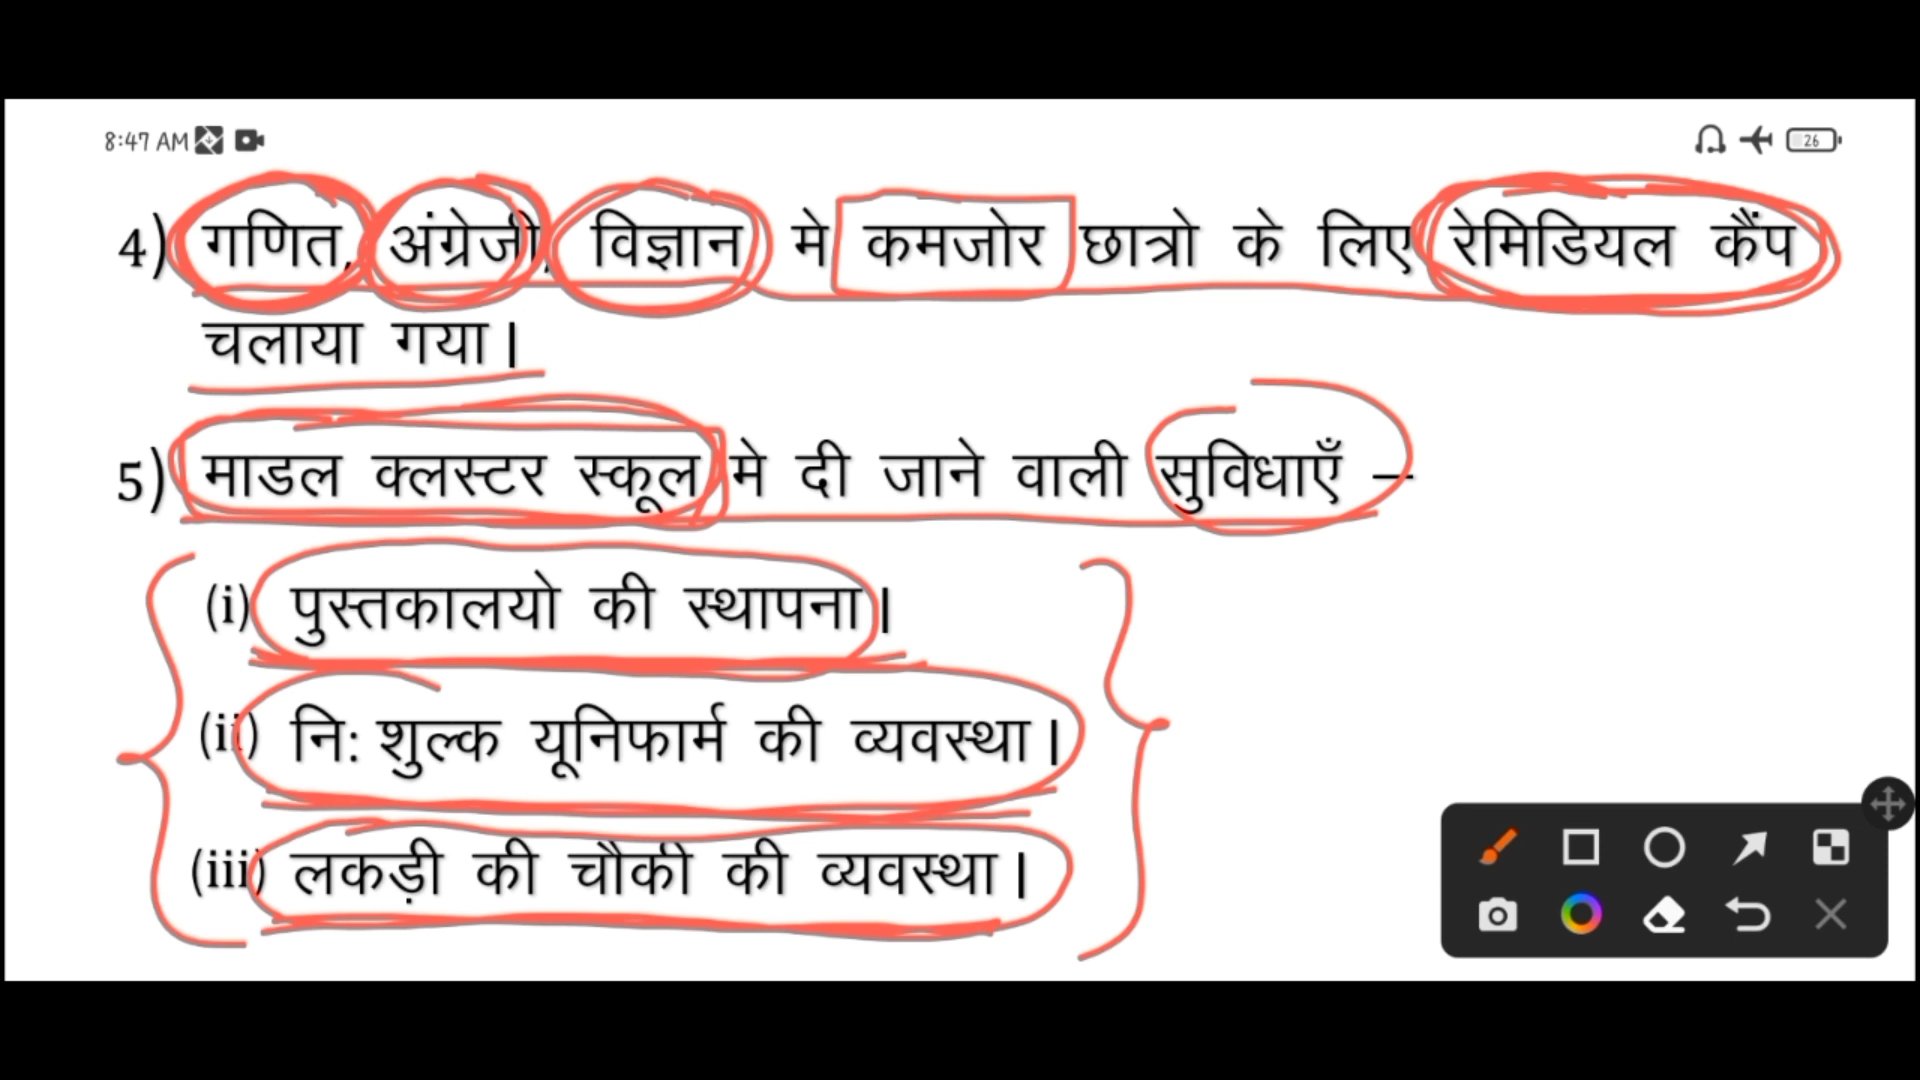 8:47 AM 26
4) गणित, अंग्रेजी, विज्ञान मे कमजोर छात्रो के लिए रेमिडियल कैंप
चलाया गया।
5) माडल क्लस्टर स्कूल मे दी जाने वाली सुविधाएँ –
(i) पुस्तकालयो की स्थापना।
(ii) नि: शुल्क यूनिफार्म की व्यवस्था।
(iii) लकड़ी की चौकी की व्यवस्था।